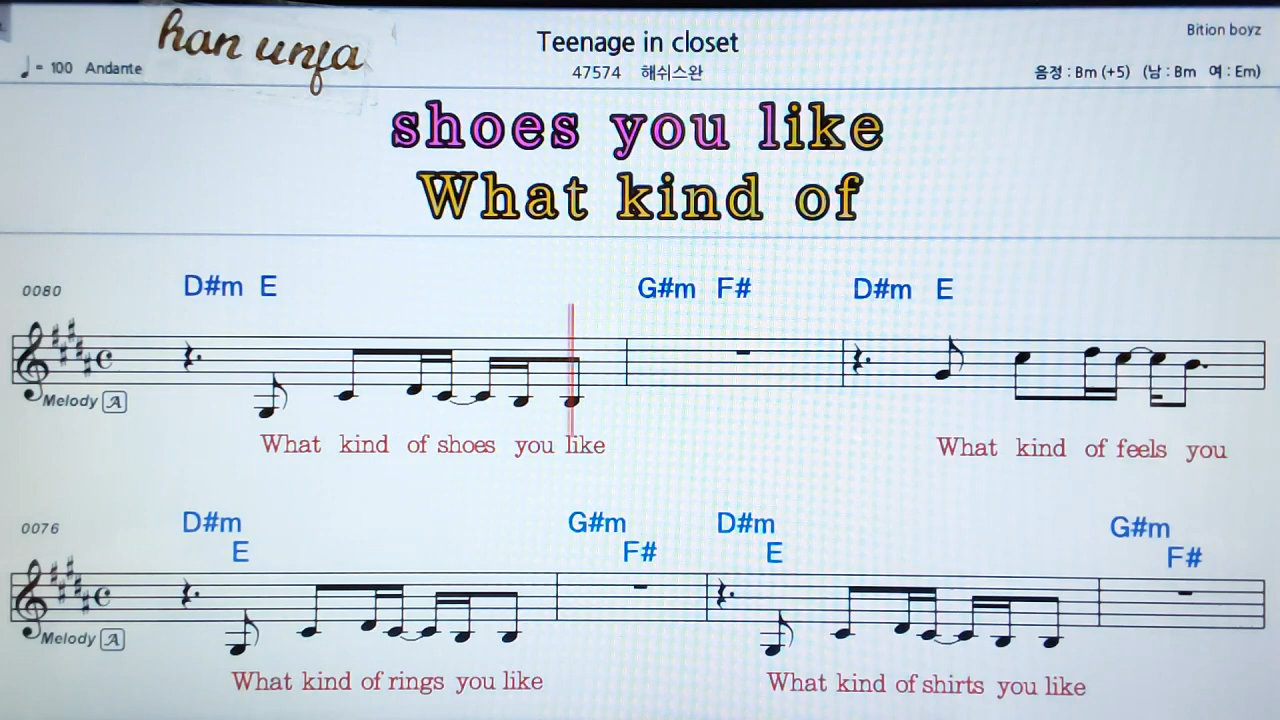 han unfa
Teenage in closet
Bition boyz
♩ = 100 Andante
47574 해쉬스완
음정 : Bm (+5) (남 : Bm 여 : Em)
shoes you like
What kind of
0080
D#m E G#m F# D#m E
Melody A
What kind of shoes you like What kind of feels you
0076
D#m G#m D#m G#m
E F# E F#
Melody A
What kind of rings you like What kind of shirts you like